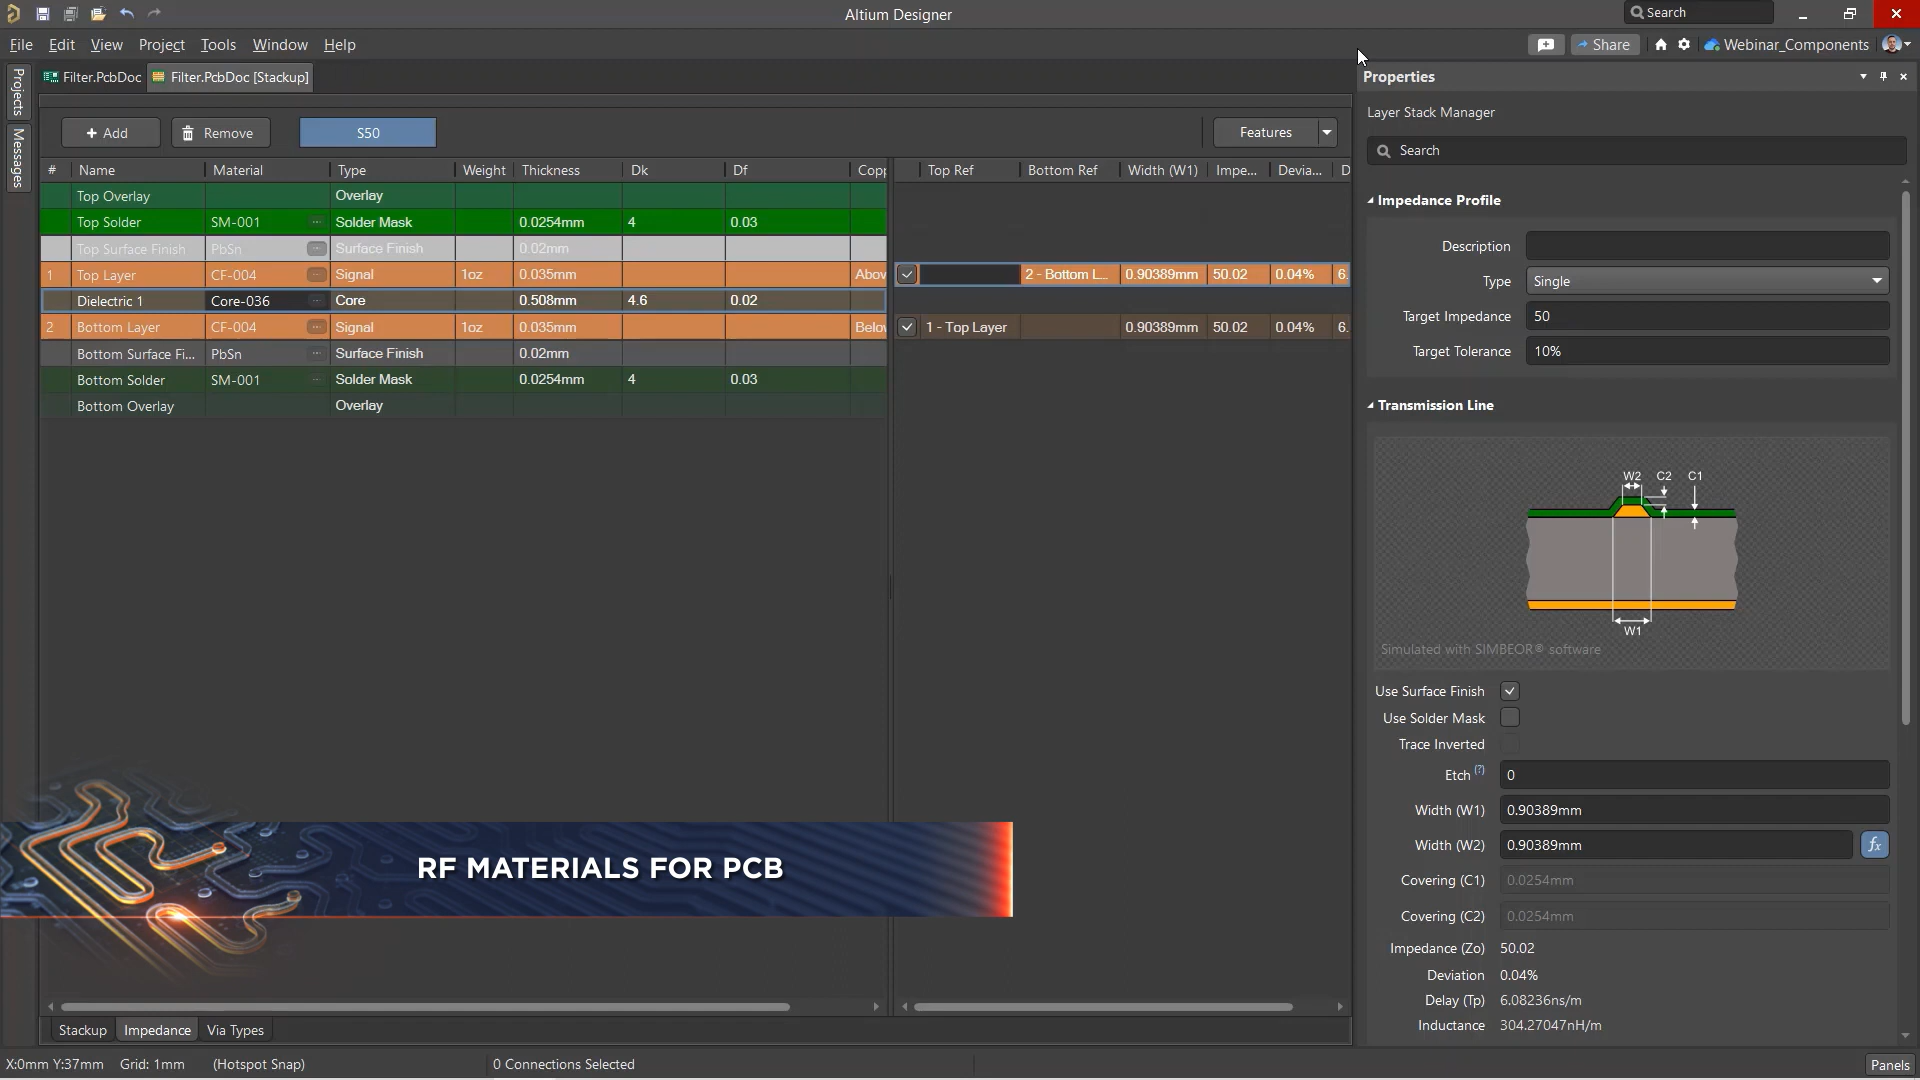 Altium Designer
Search
File Edit View Project Tools Window Help
Share Webinar_Components
Projects
Messages
Filter.PcbDoc Filter.PcbDoc [Stackup]
+ Add Remove S50 Features
# Name Material Type Weight Thickness Dk Df Copp
Top Ref Bottom Ref Width (W1) Impe... Devia... D
Top Overlay Overlay
Top Solder SM-001 Solder Mask 0.0254mm 4 0.03
Top Surface Finish PbSn Surface Finish 0.02mm
1 Top Layer CF-004 Signal 1oz 0.035mm Abov
2 - Bottom L... 0.90389mm 50.02 0.04% 6.
Dielectric 1 Core-036 Core 0.508mm 4.6 0.02
2 Bottom Layer CF-004 Signal 1oz 0.035mm Belov
1 - Top Layer 0.90389mm 50.02 0.04% 6.
Bottom Surface Fi... PbSn Surface Finish 0.02mm
Bottom Solder SM-001 Solder Mask 0.0254mm 4 0.03
Bottom Overlay Overlay
RF MATERIALS FOR PCB
Stackup Impedance Via Types
Properties
Layer Stack Manager
Search
Impedance Profile
Description
Type Single
Target Impedance 50
Target Tolerance 10%
Transmission Line
W2 C2 C1
W1
Simulated with SIMBEOR® software
Use Surface Finish
Use Solder Mask
Trace Inverted
Etch (?) 0
Width (W1) 0.90389mm
Width (W2) 0.90389mm fx
Covering (C1) 0.0254mm
Covering (C2) 0.0254mm
Impedance (Zo) 50.02
Deviation 0.04%
Delay (Tp) 6.08236ns/m
Inductance 304.27047nH/m
X:0mm Y:37mm Grid: 1mm (Hotspot Snap) 0 Connections Selected Panels